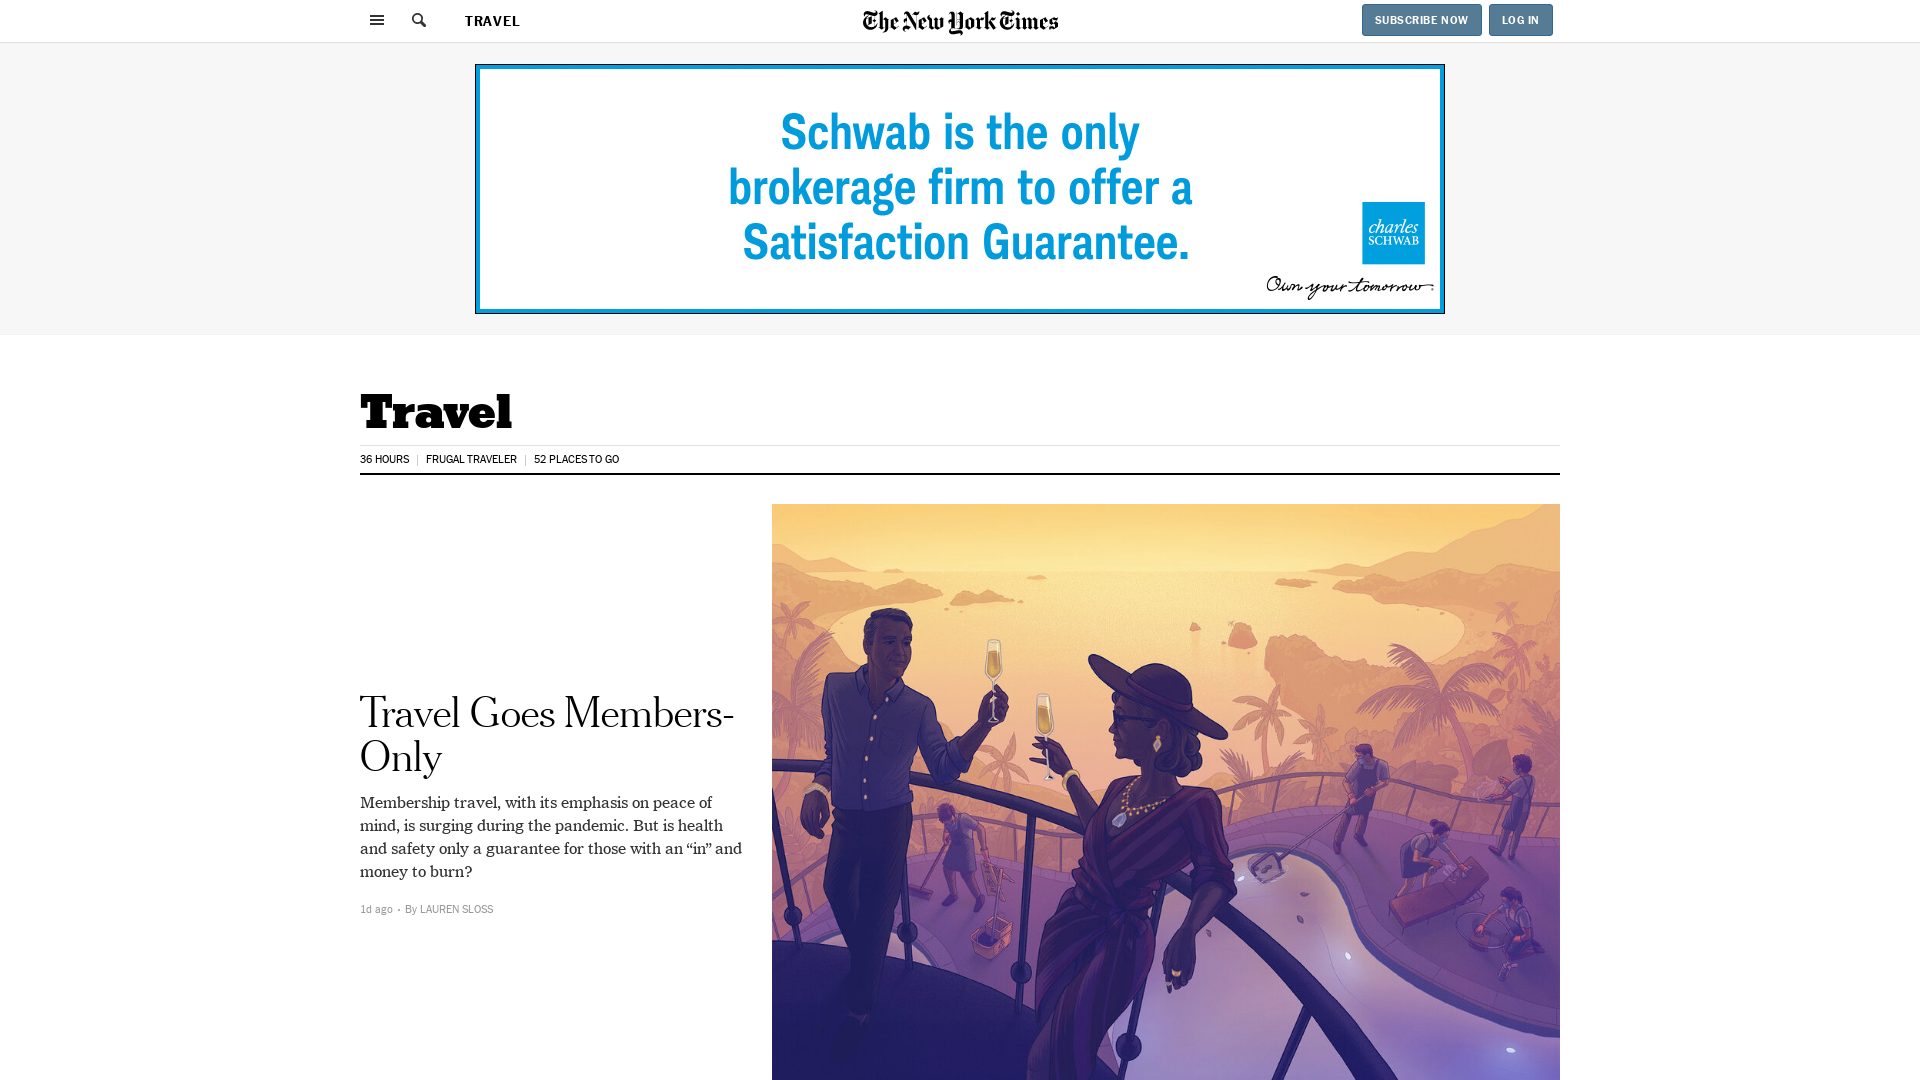 TRAVEL
The New York Times
SUBSCRIBE NOW
LOG IN
Schwab is the only
brokerage firm to offer a
Satisfaction Guarantee.
charles
SCHWAB
Own your tomorrow.
Travel
36 HOURS
FRUGAL TRAVELER
52 PLACES TO GO
Travel Goes Members-
Only
Membership travel, with its emphasis on peace of
mind, is surging during the pandemic. But is health
and safety only a guarantee for those with an “in” and
money to burn?
1d ago • By LAUREN SLOSS